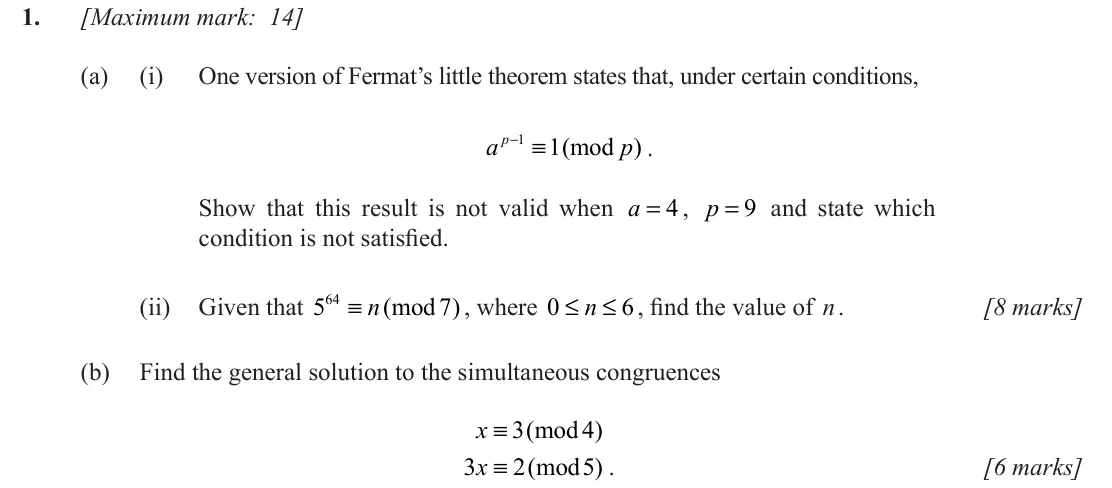 1. [Maximum mark: 14]
(a) (i) One version of Fermat’s little theorem states that, under certain conditions,
a^{p−1} ≡ 1(mod p) .
Show that this result is not valid when a = 4, p = 9 and state which
condition is not satisfied.
(ii) Given that 5^{64} ≡ n(mod 7), where 0 ≤ n ≤ 6, find the value of n. [8 marks]
(b) Find the general solution to the simultaneous congruences
x ≡ 3(mod 4)
3x ≡ 2(mod 5) . [6 marks]